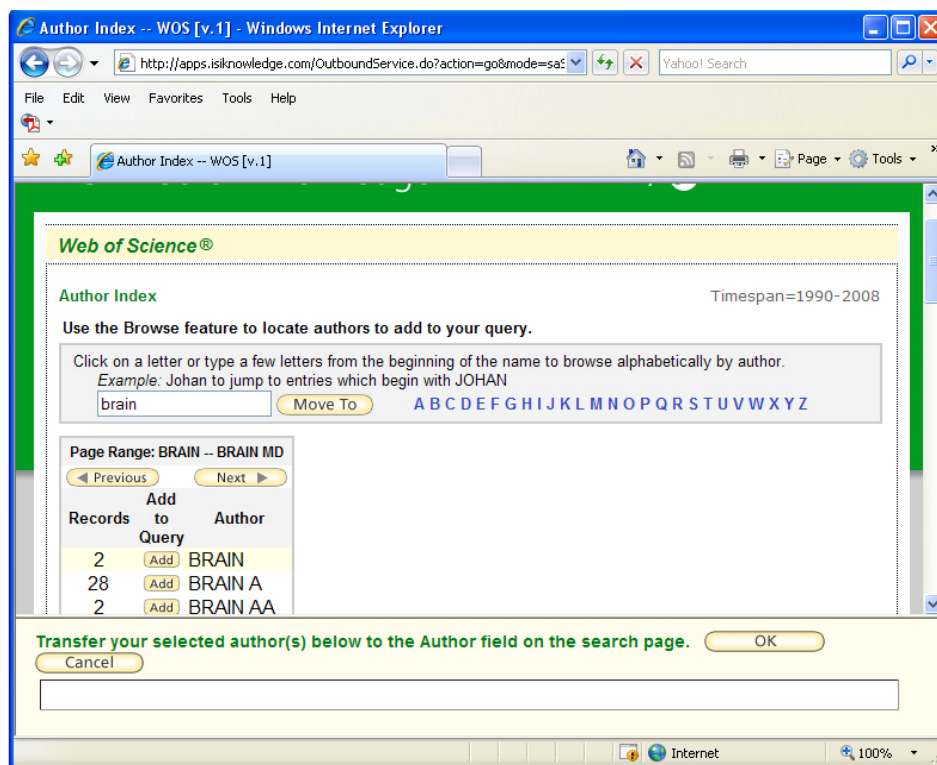 Author Index -- WOS [v.1] - Windows Internet Explorer
http://apps.isiknowledge.com/OutboundService.do?action=go&mode=sa
Yahoo! Search
File Edit View Favorites Tools Help
Author Index -- WOS [v.1]
Page Tools
Web of Science®
Author Index
Timespan=1990-2008
Use the Browse feature to locate authors to add to your query.
Click on a letter or type a few letters from the beginning of the name to browse alphabetically by author.
Example: Johan to jump to entries which begin with JOHAN
brain Move To A B C D E F G H I J K L M N O P Q R S T U V W X Y Z
Page Range: BRAIN -- BRAIN MD
Previous Next
Records Add to Query Author
2 Add BRAIN
28 Add BRAIN A
2 Add BRAIN AA
Transfer your selected author(s) below to the Author field on the search page. OK
Cancel
Internet 100%